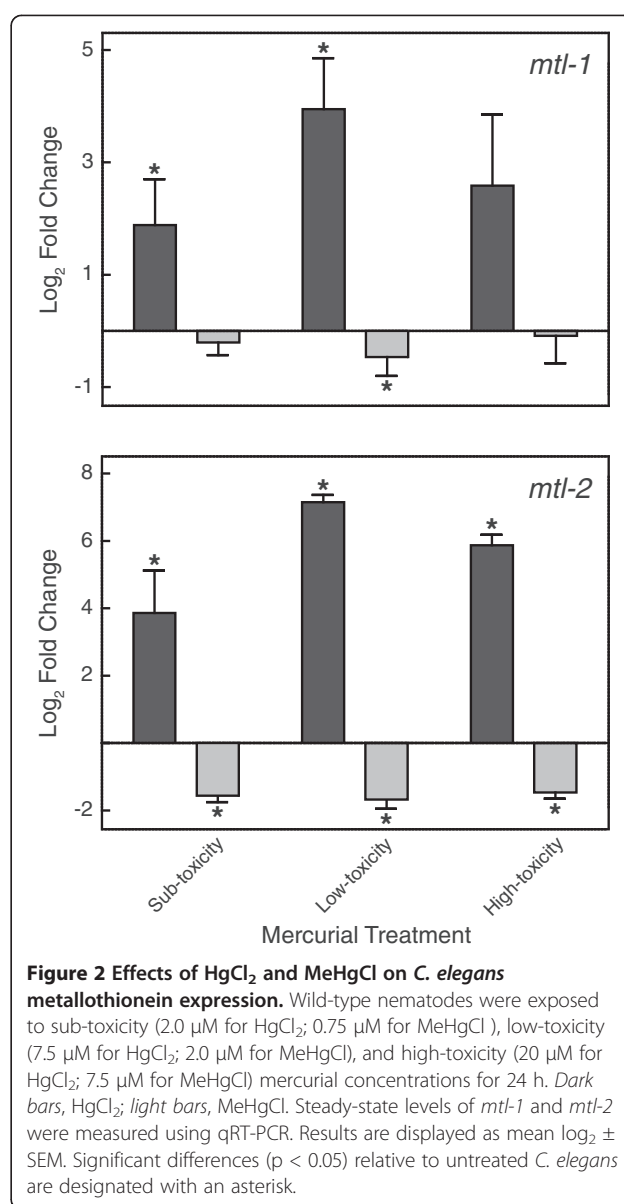 5
3
1
-1
Log₂ Fold Change
mtl-1
*
*
*
8
6
4
2
-2
Log₂ Fold Change
mtl-2
*
*
*
*
*
*
Sub-toxicity
Low-toxicity
High-toxicity
Mercurial Treatment
Figure 2 Effects of HgCl₂ and MeHgCl on C. elegans
metallothionein expression. Wild-type nematodes were exposed
to sub-toxicity (2.0 μM for HgCl₂; 0.75 μM for MeHgCl ), low-toxicity
(7.5 μM for HgCl₂; 2.0 μM for MeHgCl), and high-toxicity (20 μM for
HgCl₂; 7.5 μM for MeHgCl) mercurial concentrations for 24 h. Dark
bars, HgCl₂; light bars, MeHgCl. Steady-state levels of mtl-1 and mtl-2
were measured using qRT-PCR. Results are displayed as mean log₂ ±
SEM. Significant differences (p < 0.05) relative to untreated C. elegans
are designated with an asterisk.